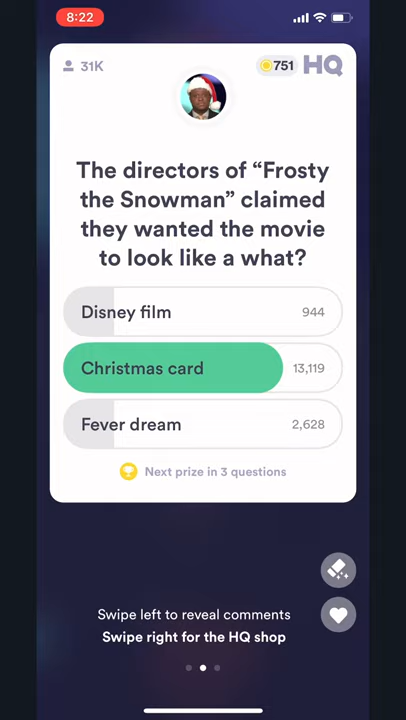 8:22
31K
751 HQ
The directors of “Frosty
the Snowman” claimed
they wanted the movie
to look like a what?
Disney film 944
Christmas card 13,119
Fever dream 2,628
Next prize in 3 questions
Swipe left to reveal comments
Swipe right for the HQ shop